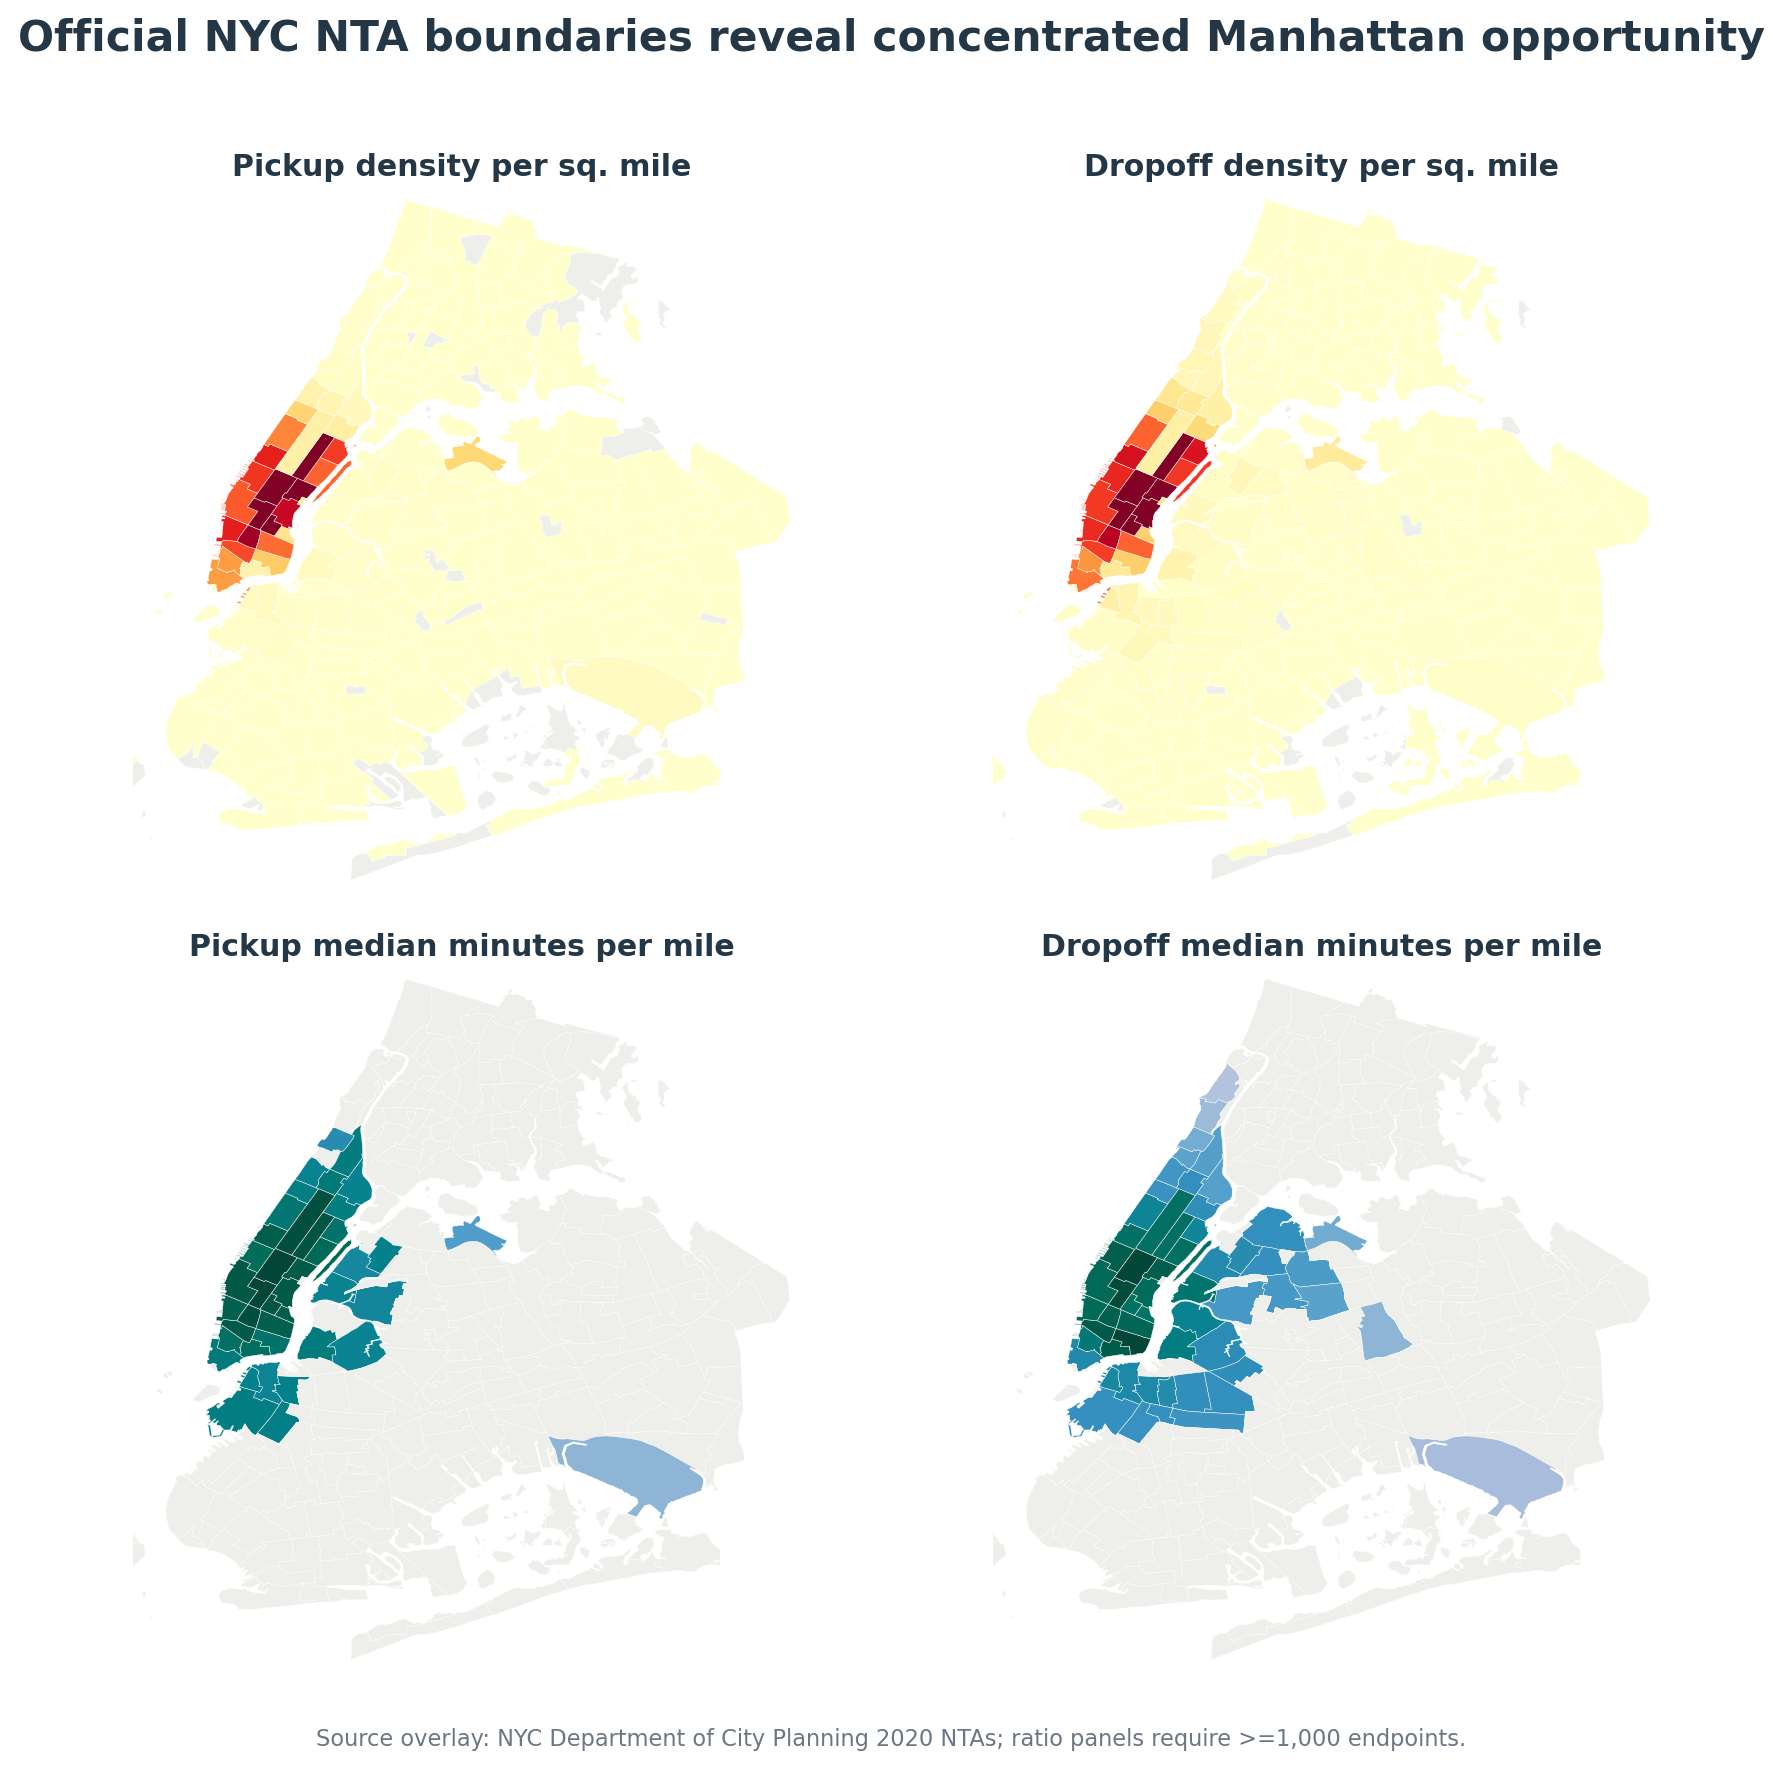 Official NYC NTA boundaries reveal concentrated Manhattan opportunity
Pickup density per sq. mile
Dropoff density per sq. mile
Pickup median minutes per mile
Dropoff median minutes per mile
Source overlay: NYC Department of City Planning 2020 NTAs; ratio panels require >=1,000 endpoints.